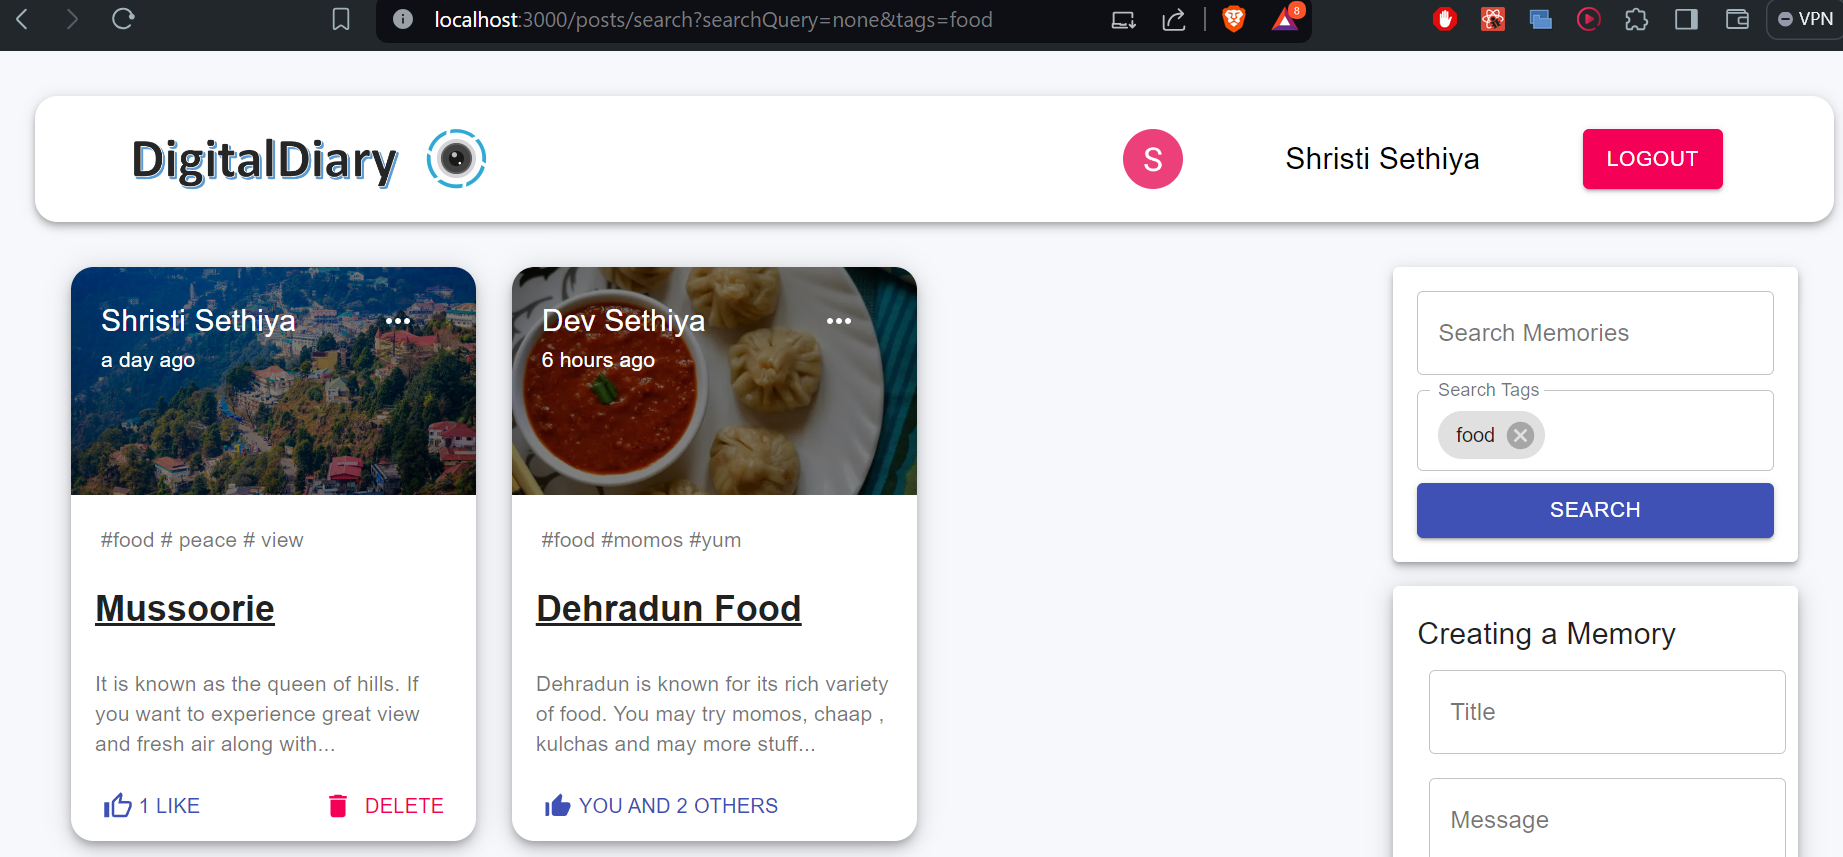 localhost:3000/posts/search?searchQuery=none&tags=food
8
VPN
DigitalDiary
S
Shristi Sethiya
LOGOUT
Shristi Sethiya
a day ago
#food # peace # view
Mussoorie
It is known as the queen of hills. If
you want to experience great view
and fresh air along with...
1 LIKE
DELETE
Dev Sethiya
6 hours ago
#food #momos #yum
Dehradun Food
Dehradun is known for its rich variety
of food. You may try momos, chaap ,
kulchas and may more stuff...
YOU AND 2 OTHERS
Search Memories
Search Tags
food
SEARCH
Creating a Memory
Title
Message